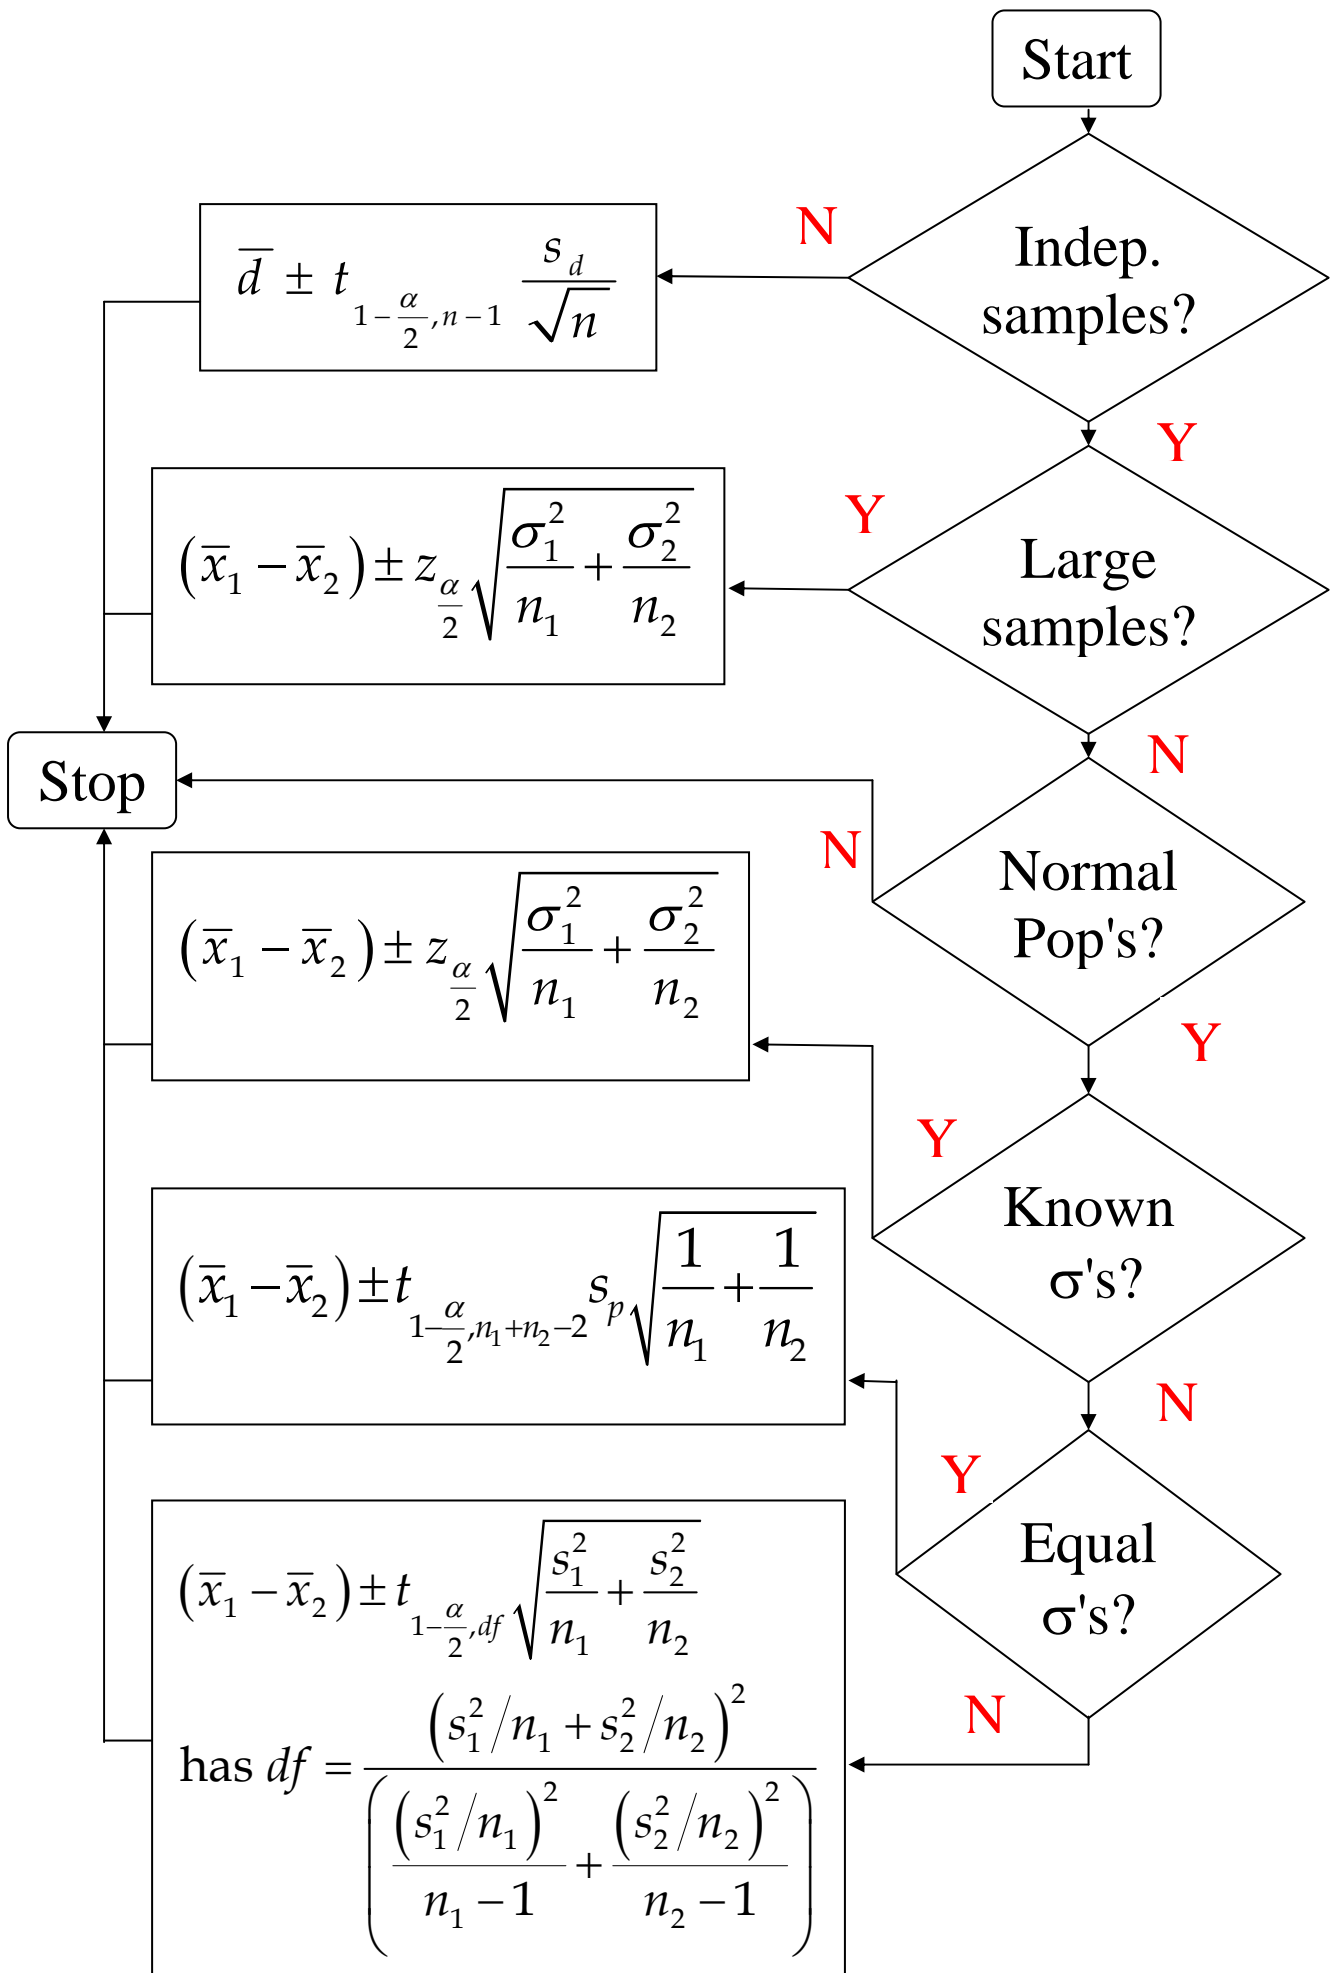 Start
Indep.
samples?
N
d̄ ± t_{1−α/2, n−1} s_d/√n
Y
Large
samples?
Y
(x̄₁ − x̄₂) ± z_{α/2} √(σ₁²/n₁ + σ₂²/n₂)
N
Stop
Normal
Pop's?
N
(x̄₁ − x̄₂) ± z_{α/2} √(σ₁²/n₁ + σ₂²/n₂)
Y
Known
σ's?
Y
(x̄₁ − x̄₂) ± t_{1−α/2, n₁+n₂−2} s_p √(1/n₁ + 1/n₂)
N
Equal
σ's?
Y
(x̄₁ − x̄₂) ± t_{1−α/2, df} √(s₁²/n₁ + s₂²/n₂)
N
has df = (s₁²/n₁ + s₂²/n₂)² / ((s₁²/n₁)²/(n₁ − 1) + (s₂²/n₂)²/(n₂ − 1))